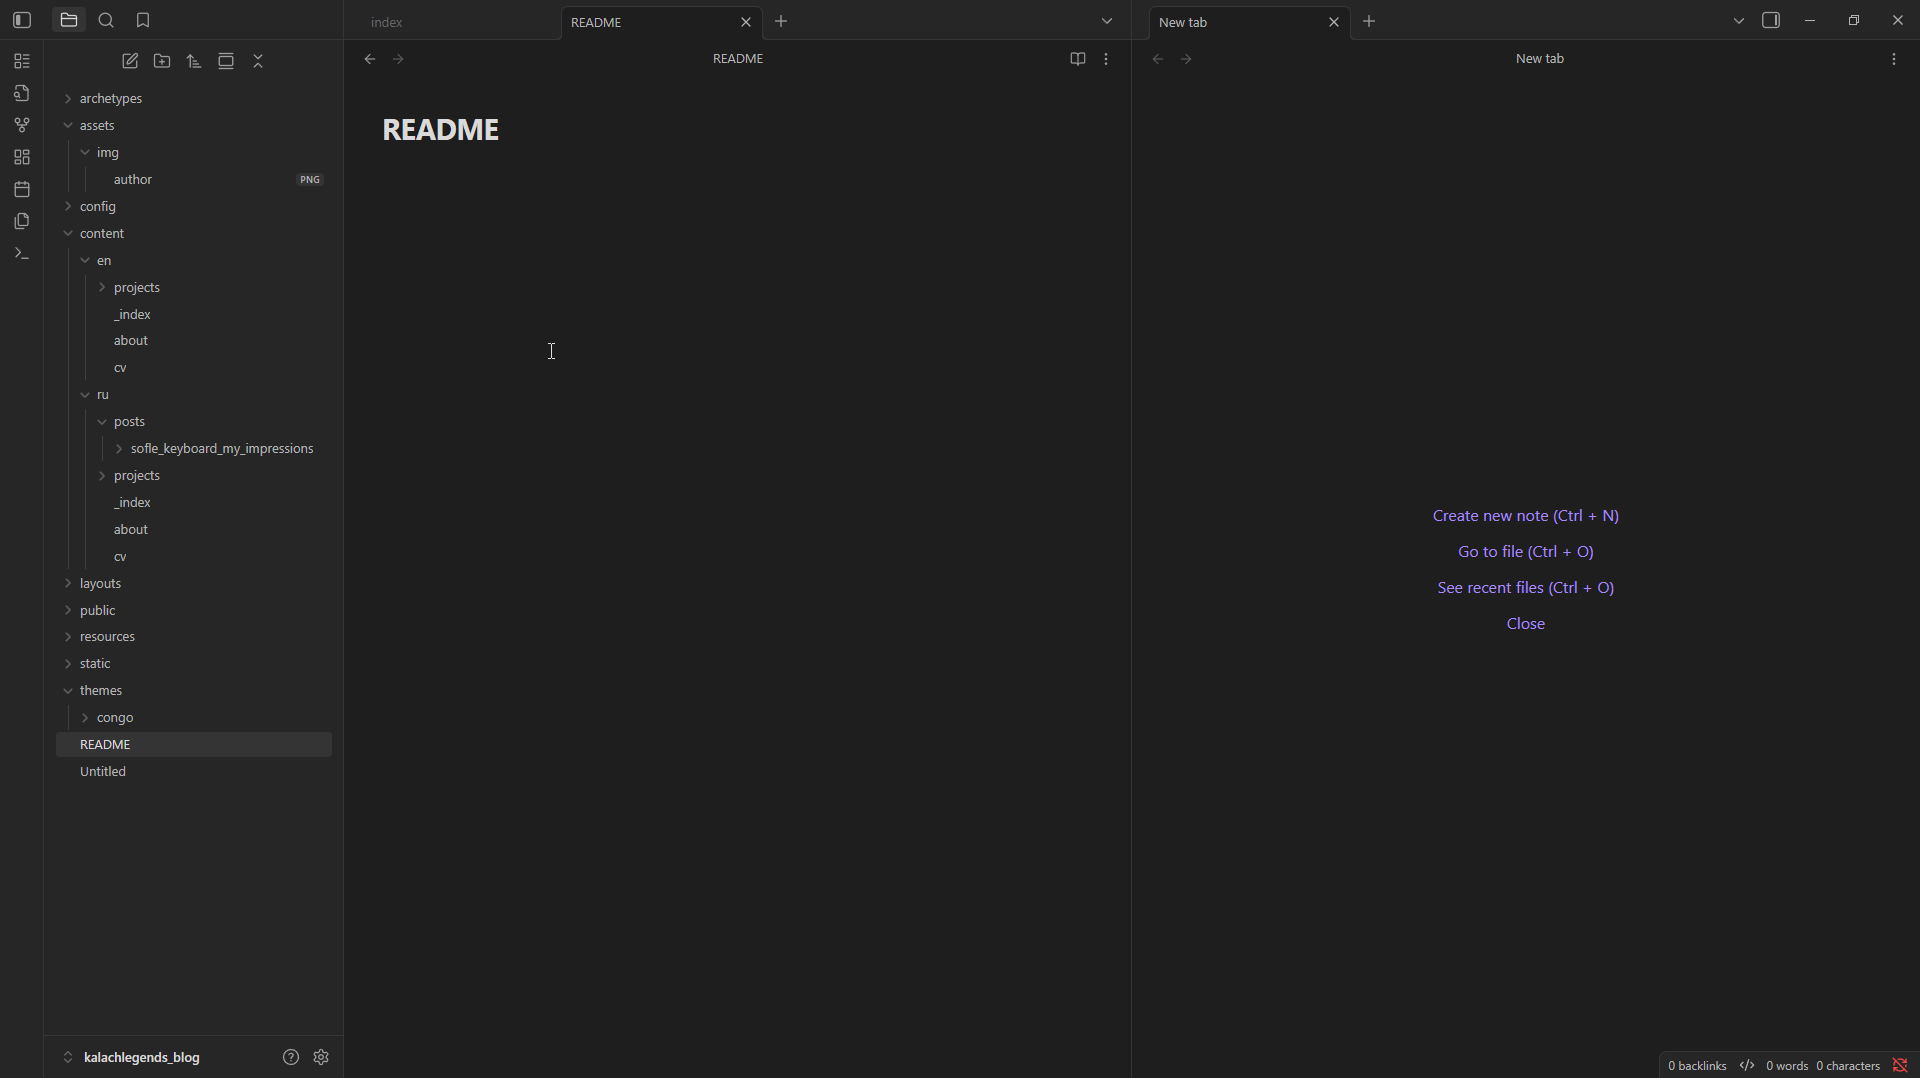 index
README
New tab
README
New tab
README
archetypes
assets
img
author PNG
config
content
en
projects
_index
about
cv
ru
posts
sofle_keyboard_my_impressions
projects
_index
about
cv
layouts
public
resources
static
themes
congo
README
Untitled
Create new note (Ctrl + N)
Go to file (Ctrl + O)
See recent files (Ctrl + O)
Close
kalachlegends_blog
0 backlinks 0 words 0 characters